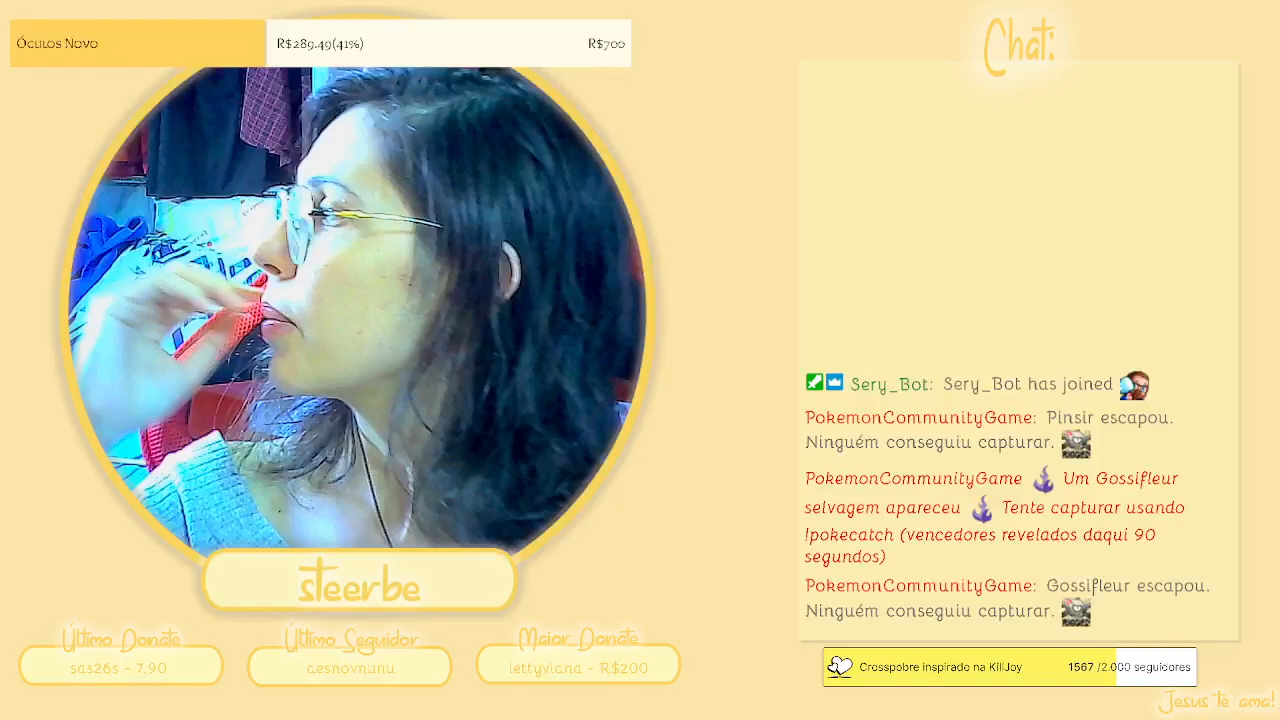 Óculos Novo
R$289.49(41%)
R$700
Chat:
Sery_Bot: Sery_Bot has joined
PokemonCommunityGame: Pinsir escapou.
Ninguém conseguiu capturar.
PokemonCommunityGame Um Gossifleur
selvagem apareceu Tente capturar usando
!pokecatch (vencedores revelados daqui 90
segundos)
PokemonCommunityGame: Gossifleur escapou.
Ninguém conseguiu capturar.
steerbe
Último Donate
sas26s - 7.90
Último Seguidor
aesnovnunu
Maior Donate
lettyviana - R$200
Crosspobre inspirado na KillJoy
1567 /2.000 seguidores
Jesus te ama!